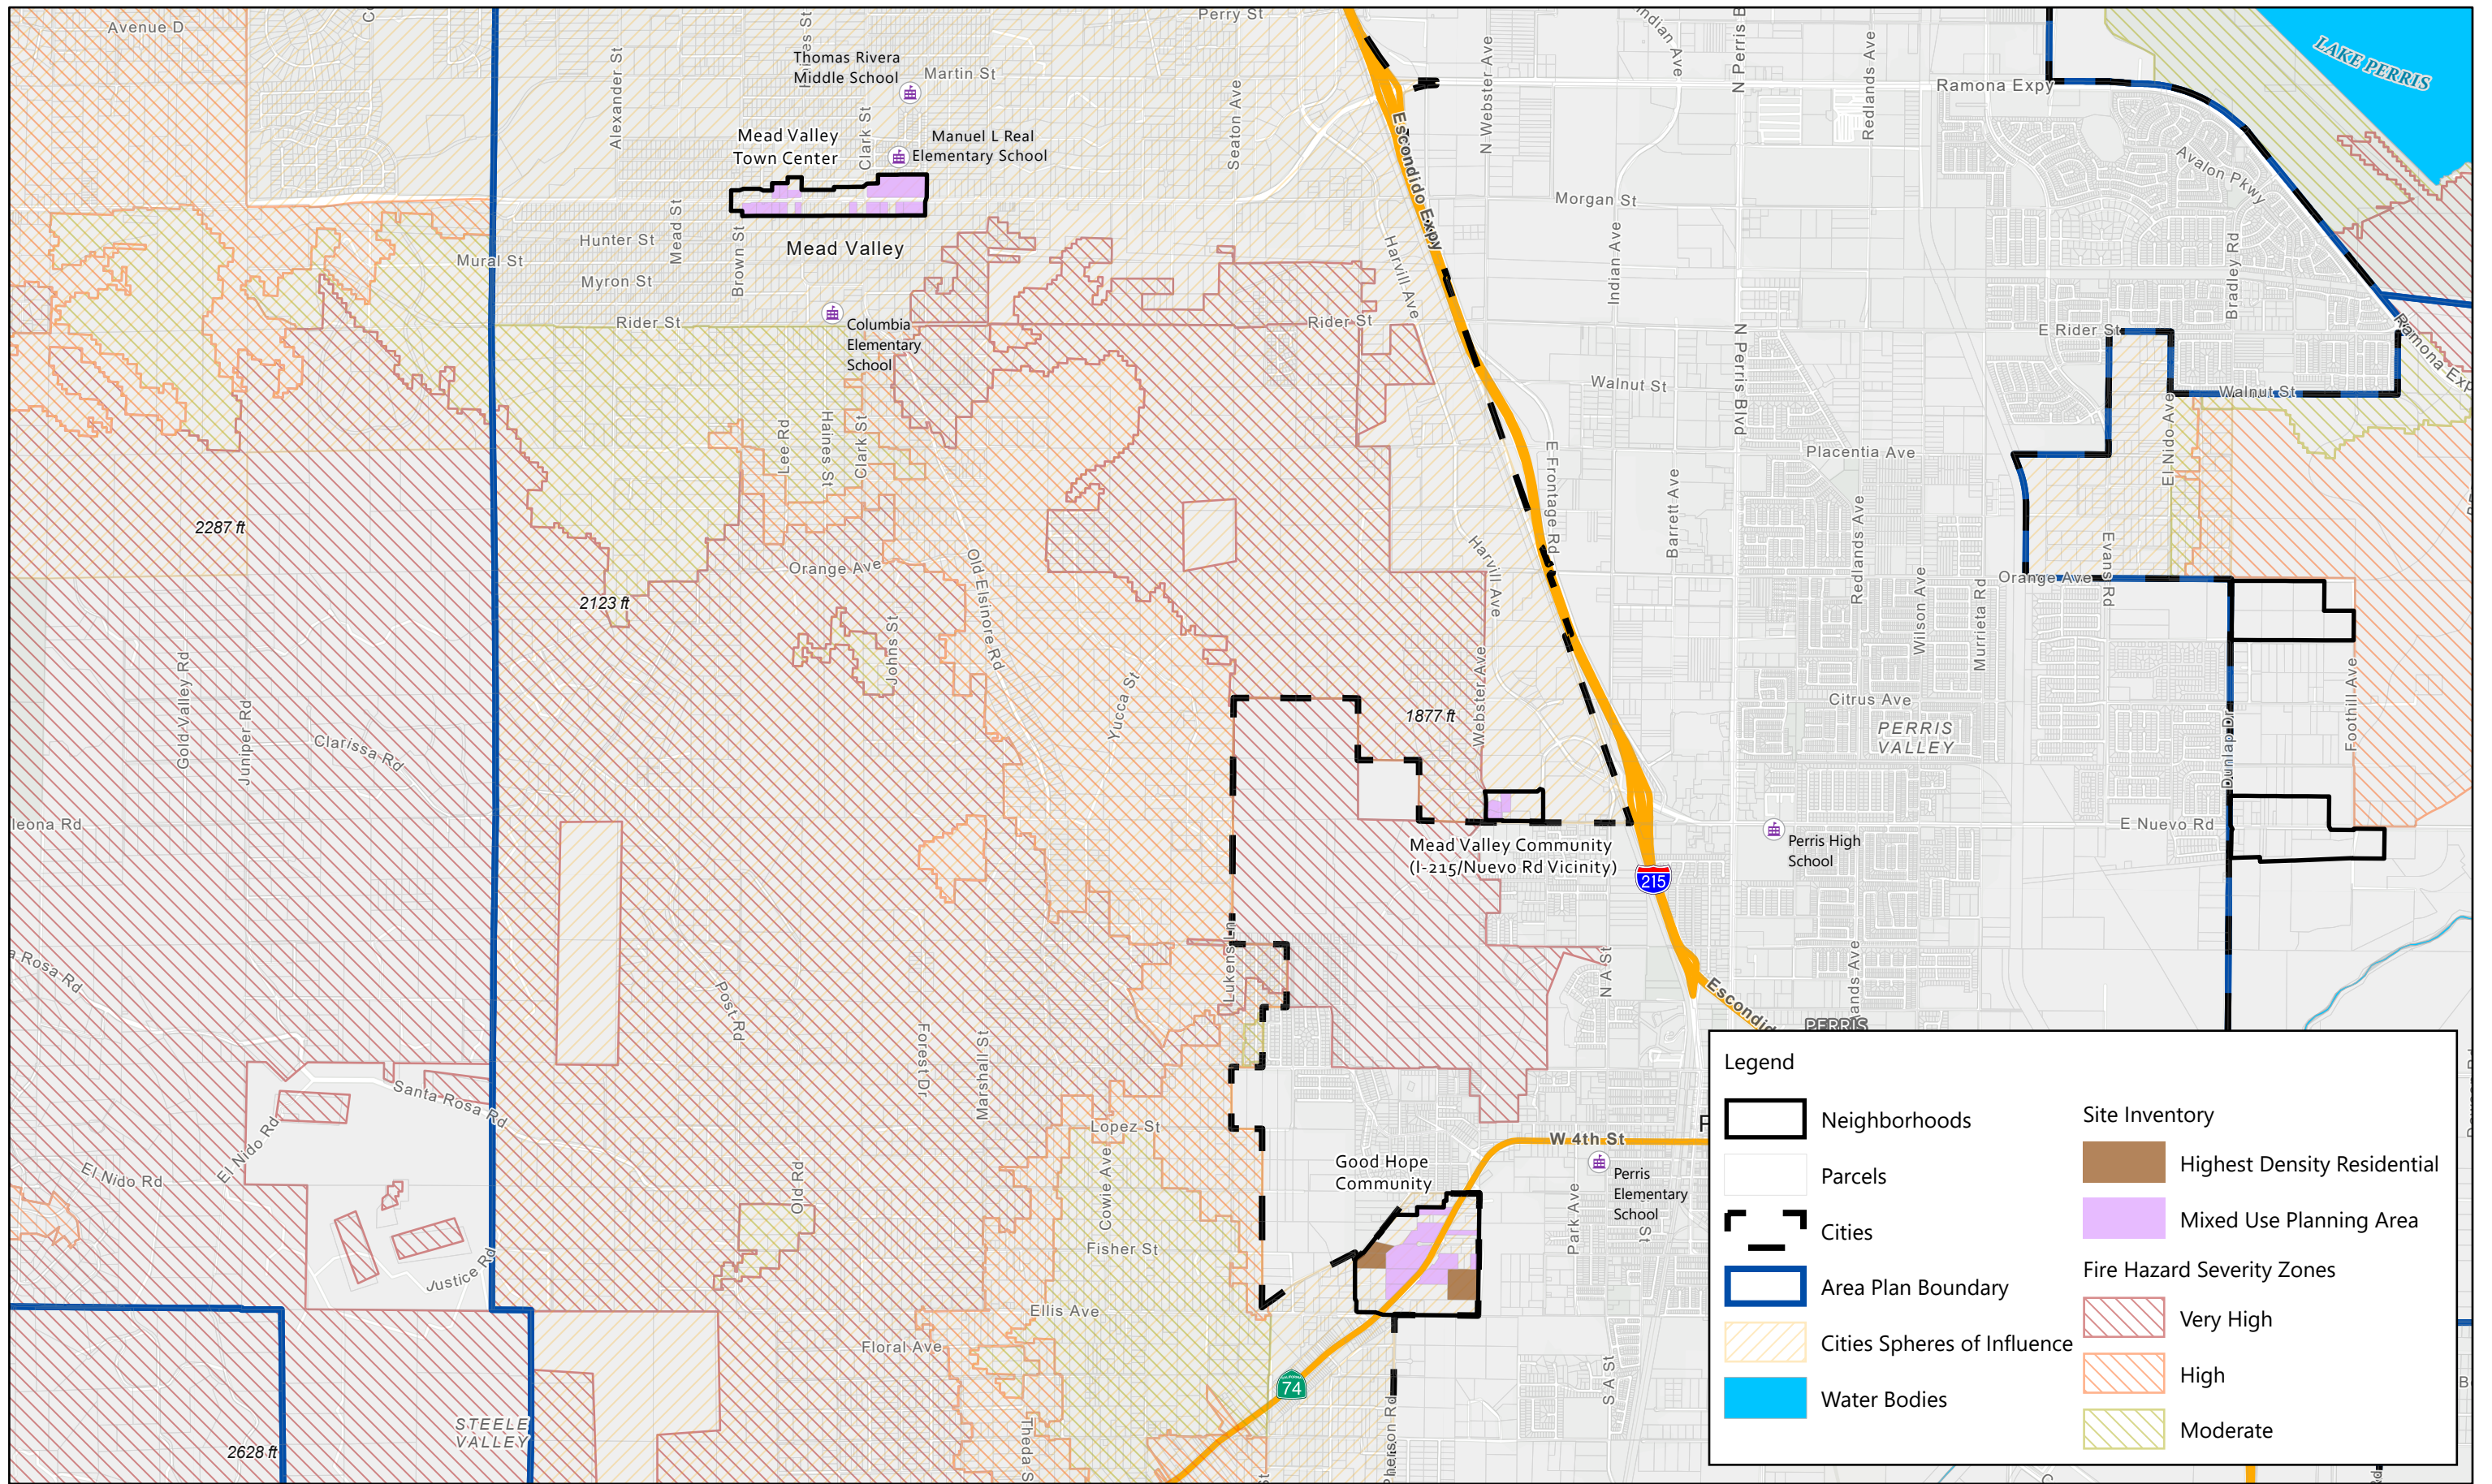 Avenue D
Perry St
Thomas Rivera
Middle School
Martin St
Alexander St
Clark St
Seaton Ave
N Webster Ave
Indian Ave
Redlands Ave
Ramona Expy
LAKE PERRIS
Mead Valley
Town Center
Manuel L Real
Elementary School
Escondido Expy
Avalon Pkwy
Morgan St
Mead St
Brown St
Hunter St
Mural St
Mead Valley
Myron St
Harvill Ave
Indian Ave
Bradley Rd
Rider St
Columbia
Elementary
School
Rider St
N Perris Blvd
E Rider St
Walnut St
Walnut St
Lee Rd
Haines St
Clark St
E Frontage Rd
Placentia Ave
El Nido Ave
2287 ft
Barrett Ave
Redlands Ave
Harvill Ave
Orange Ave
Old Elsinore Rd
2123 ft
Orange Ave
Evans Rd
Wilson Ave
Murrieta Rd
Johns St
Gold Valley Rd
Juniper Rd
Clarissa Rd
Yucca St
1877 ft
Webster Ave
Citrus Ave
PERRIS
VALLEY
Dunlap Dr
Foothill Ave
Mead Valley Community
(I-215/Nuevo Rd Vicinity)
Perris High
School
E Nuevo Rd
215
Lukens Ln
N A St
Post Rd
Forest Dr
Marshall St
PERRIS
Santa Rosa Rd
El Nido Rd
El Nido Rd
Lopez St
W 4th St
Good Hope
Community
Perris
Elementary
School
Old Rd
Cowie Ave
Park Ave
Fisher St
Justice Rd
Ellis Ave
Floral Ave
74
S A St
STEELE
VALLEY
2628 ft
Legend
Neighborhoods
Parcels
Cities
Area Plan Boundary
Cities Spheres of Influence
Water Bodies
Site Inventory
Highest Density Residential
Mixed Use Planning Area
Fire Hazard Severity Zones
Very High
High
Moderate